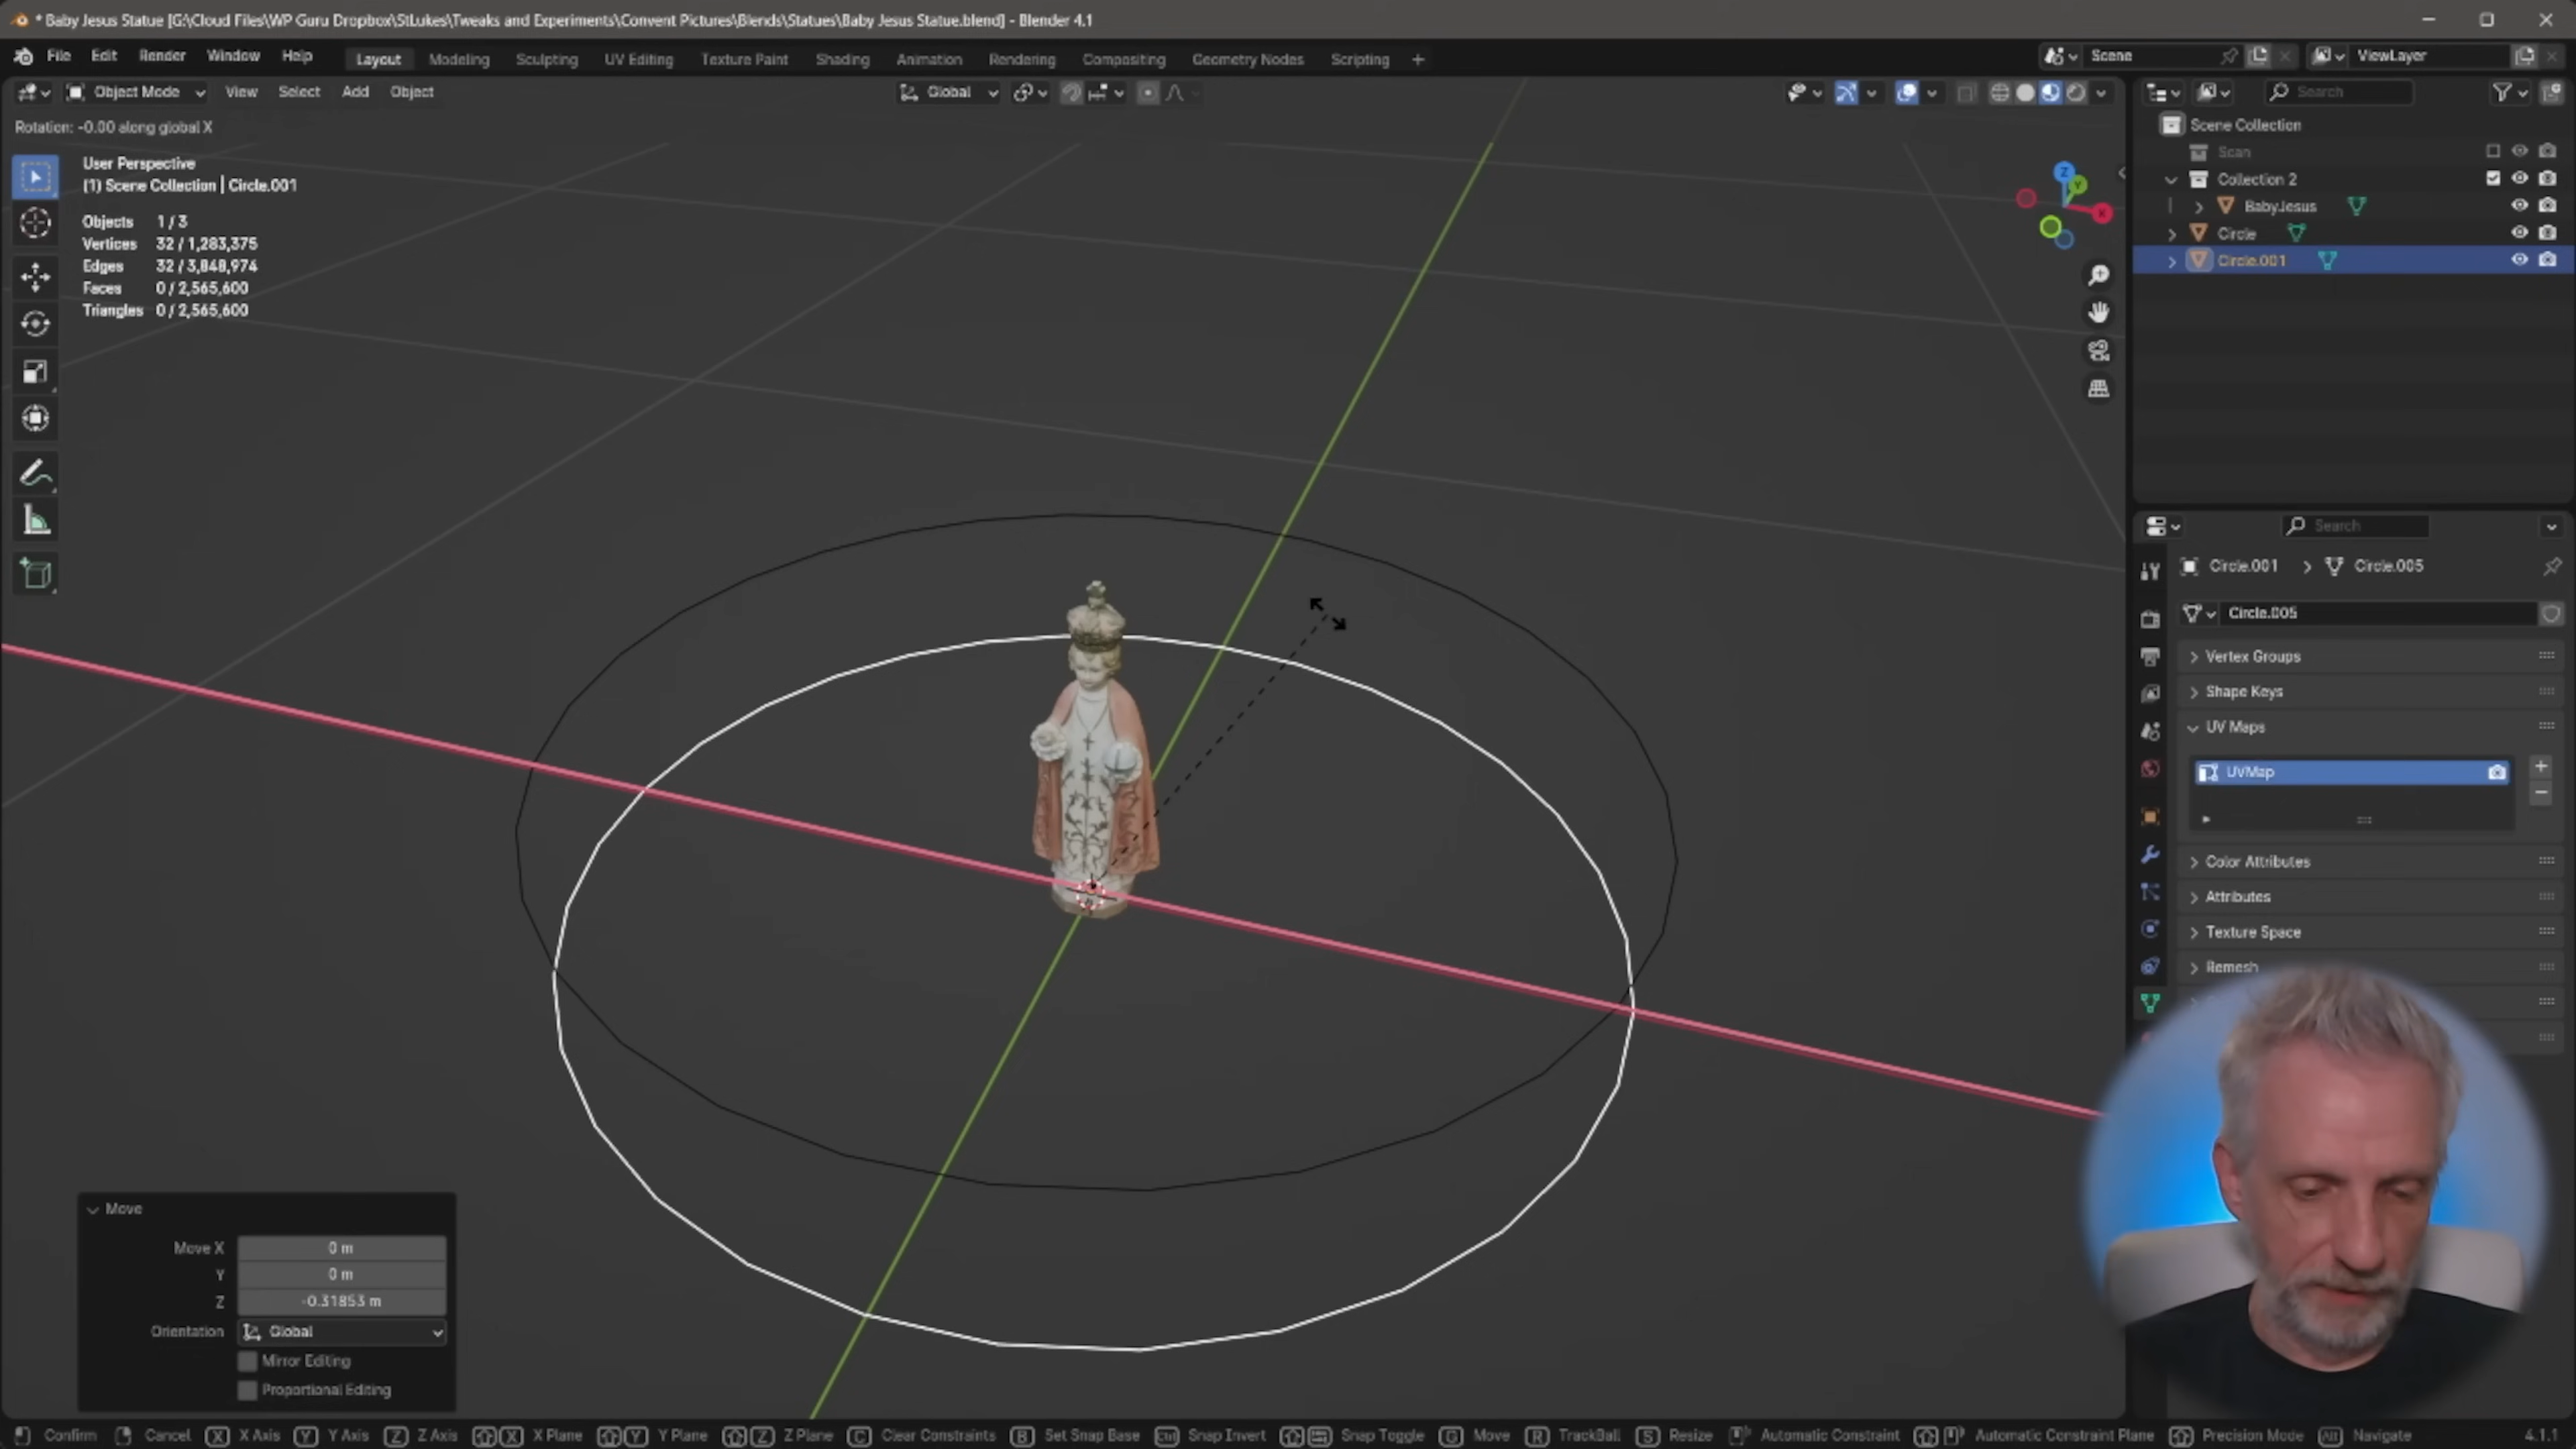 * Baby Jesus Statue [G:\Cloud Files\WP Guru Dropbox\StLukes\Tweaks and Experiments\Convent Pictures\Blends\Statues\Baby Jesus Statue.blend] - Blender 4.1
File Edit Render Window Help Layout Modeling Sculpting UV Editing Texture Paint Shading Animation Rendering Compositing Geometry Nodes Scripting + Scene ViewLayer
Object Mode View Select Add Object Global Search
Rotation: -0.00 along global X
Scene Collection
Scan
Collection 2
BabyJesus
Circle
Circle.001
User Perspective
(1) Scene Collection | Circle.001
Objects 1 / 3
Vertices 32 / 1,283,375
Edges 32 / 3,848,974
Faces 0 / 2,565,600
Triangles 0 / 2,565,600
Z
Y
X
Search
Circle.001 > Circle.005
Circle.005
Vertex Groups
Shape Keys
UV Maps
UVMap
Color Attributes
Attributes
Texture Space
Remesh
Move
Move X 0 m
Y 0 m
Z -0.31853 m
Orientation Global
Mirror Editing
Proportional Editing
Confirm Cancel X X Axis Y Y Axis Z Z Axis X X Plane Y Y Plane Z Z Plane C Clear Constraints B Set Snap Base Ctrl Snap Invert Snap Toggle G Move R TrackBall S Resize Automatic Constraint Automatic Constraint Plane Precision Mode Alt Navigate 4.1.1